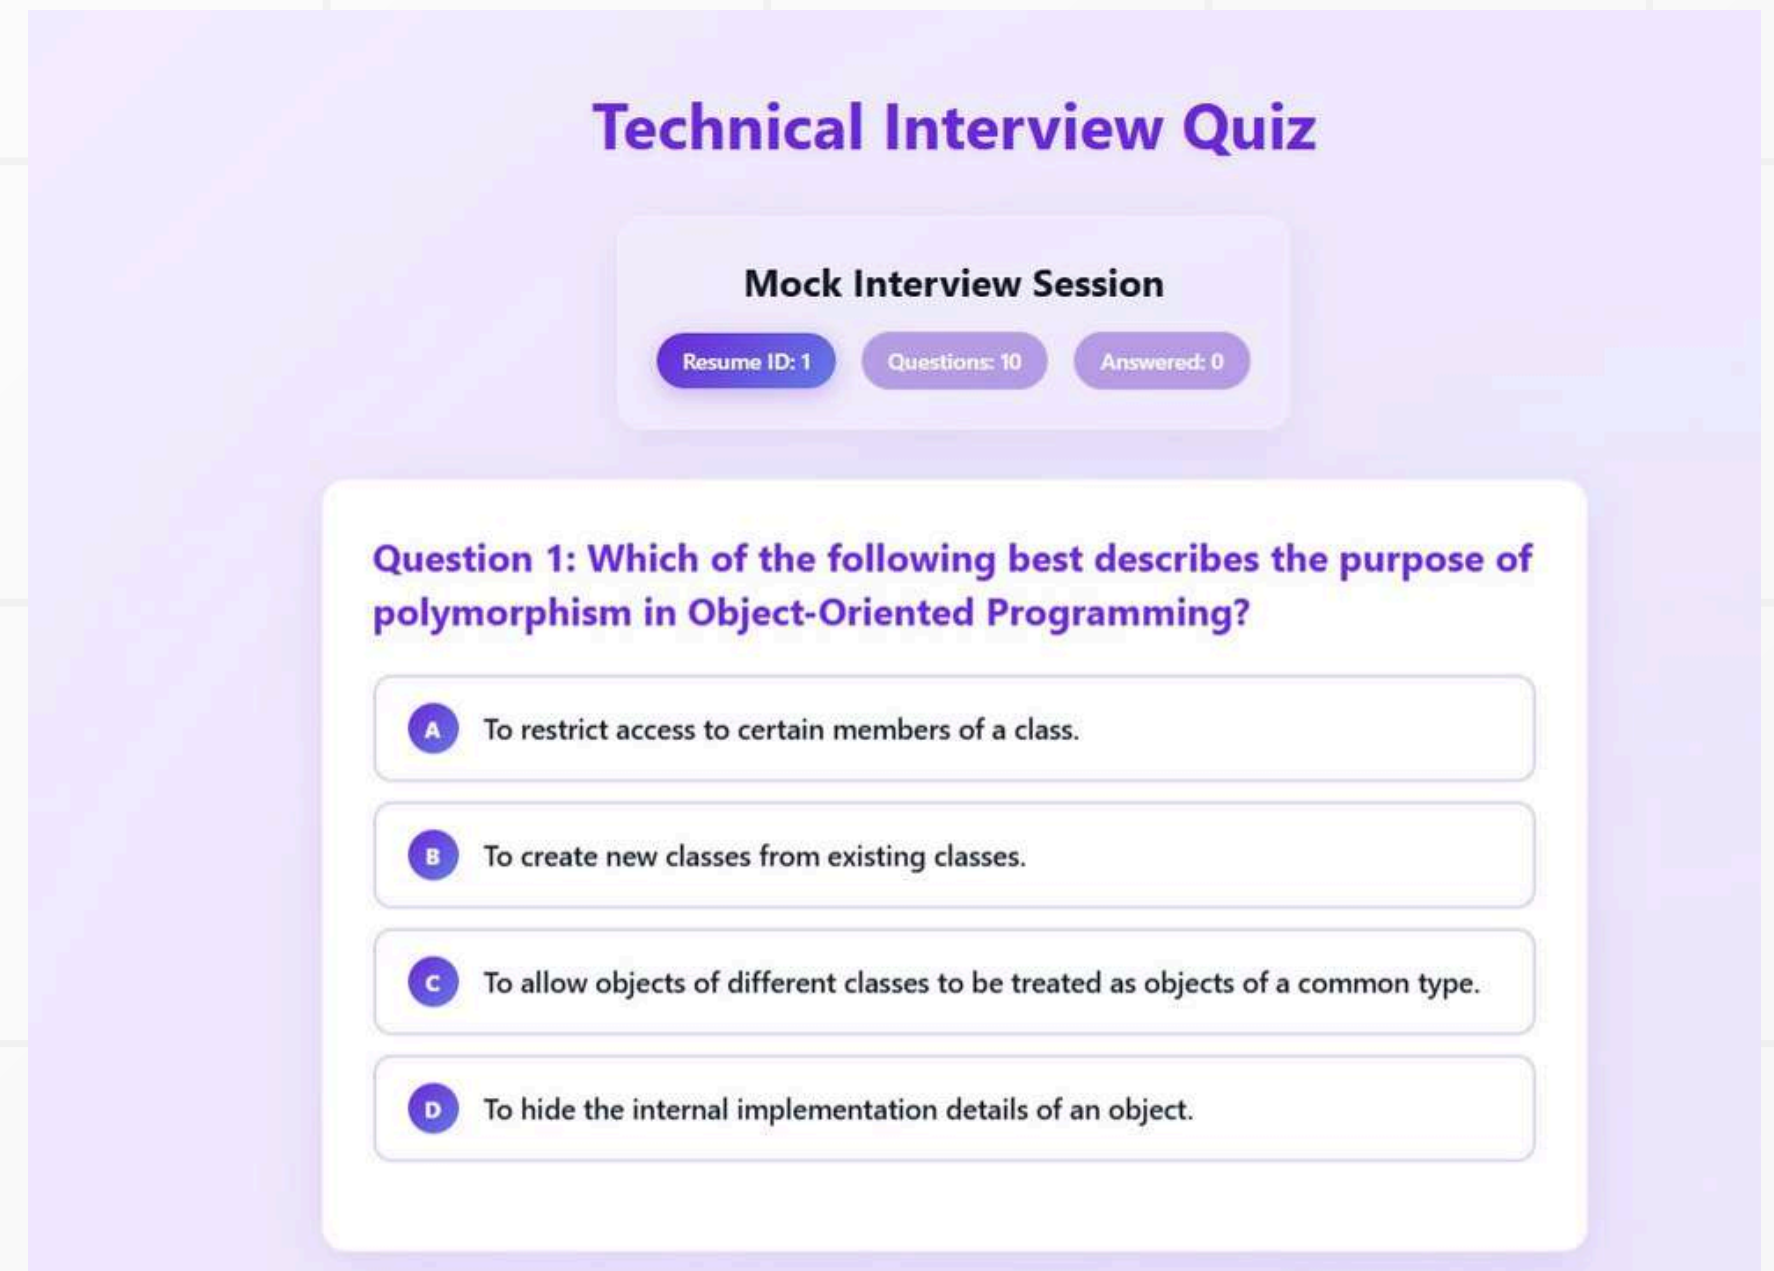 Technical Interview Quiz
Mock Interview Session
Resume ID: 1 Questions: 10 Answered: 0
Question 1: Which of the following best describes the purpose of
polymorphism in Object-Oriented Programming?
A To restrict access to certain members of a class.
B To create new classes from existing classes.
C To allow objects of different classes to be treated as objects of a common type.
D To hide the internal implementation details of an object.